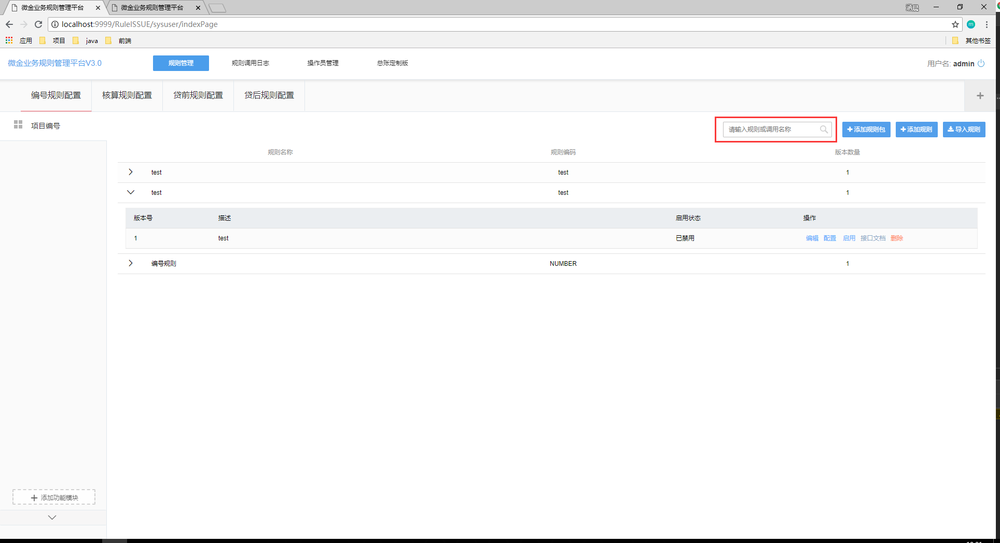 微金业务规则管理平台
微金业务规则管理平台
涵晨
localhost:9999/RuleISSUE/sysuser/indexPage
m
应用 项目 java 前端 其他书签
微金业务规则管理平台V3.0 规则管理 规则调用日志 操作员管理 总账定制版 用户名: admin
编号规则配置 核算规则配置 贷前规则配置 贷后规则配置
项目编号
请输入规则或调用名称
添加规则包 添加规则 导入规则
规则名称 规则编码 版本数量
test test 1
test test 1
版本号 描述 启用状态 操作
1 test 已禁用 编辑 配置 启用 接口文档 删除
编号规则 NUMBER 1
添加功能模块